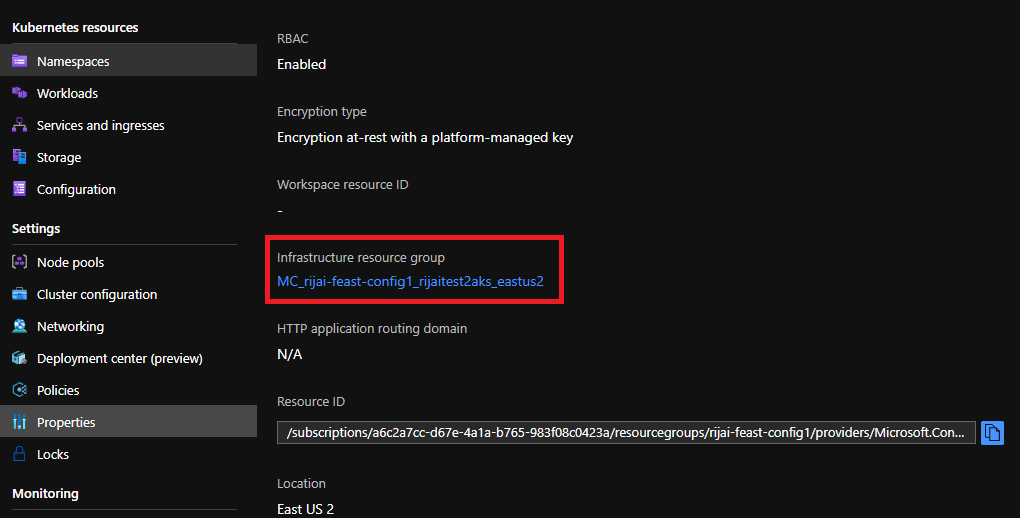 Kubernetes resources
Namespaces
Workloads
Services and ingresses
Storage
Configuration
Settings
Node pools
Cluster configuration
Networking
Deployment center (preview)
Policies
Properties
Locks
Monitoring
RBAC
Enabled
Encryption type
Encryption at-rest with a platform-managed key
Workspace resource ID
-
Infrastructure resource group
MC_rijai-feast-config1_rijaitest2aks_eastus2
HTTP application routing domain
N/A
Resource ID
/subscriptions/a6c2a7cc-d67e-4a1a-b765-983f08c0423a/resourcegroups/rijai-feast-config1/providers/Microsoft.Con...
Location
East US 2